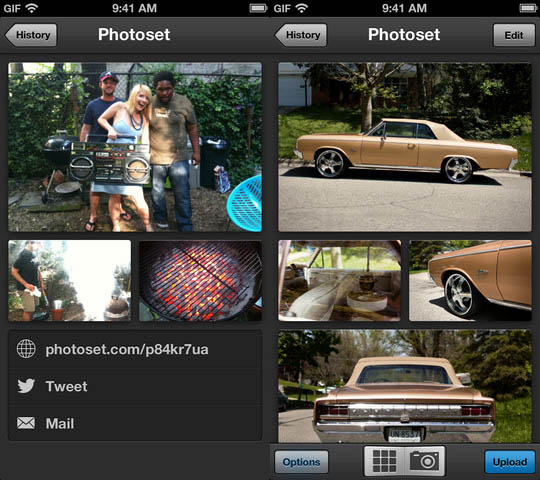 GIF 9:41 AM
History Photoset
photoset.com/p84kr7ua
Tweet
Mail
GIF 9:41 AM
History Photoset Edit
Options Upload